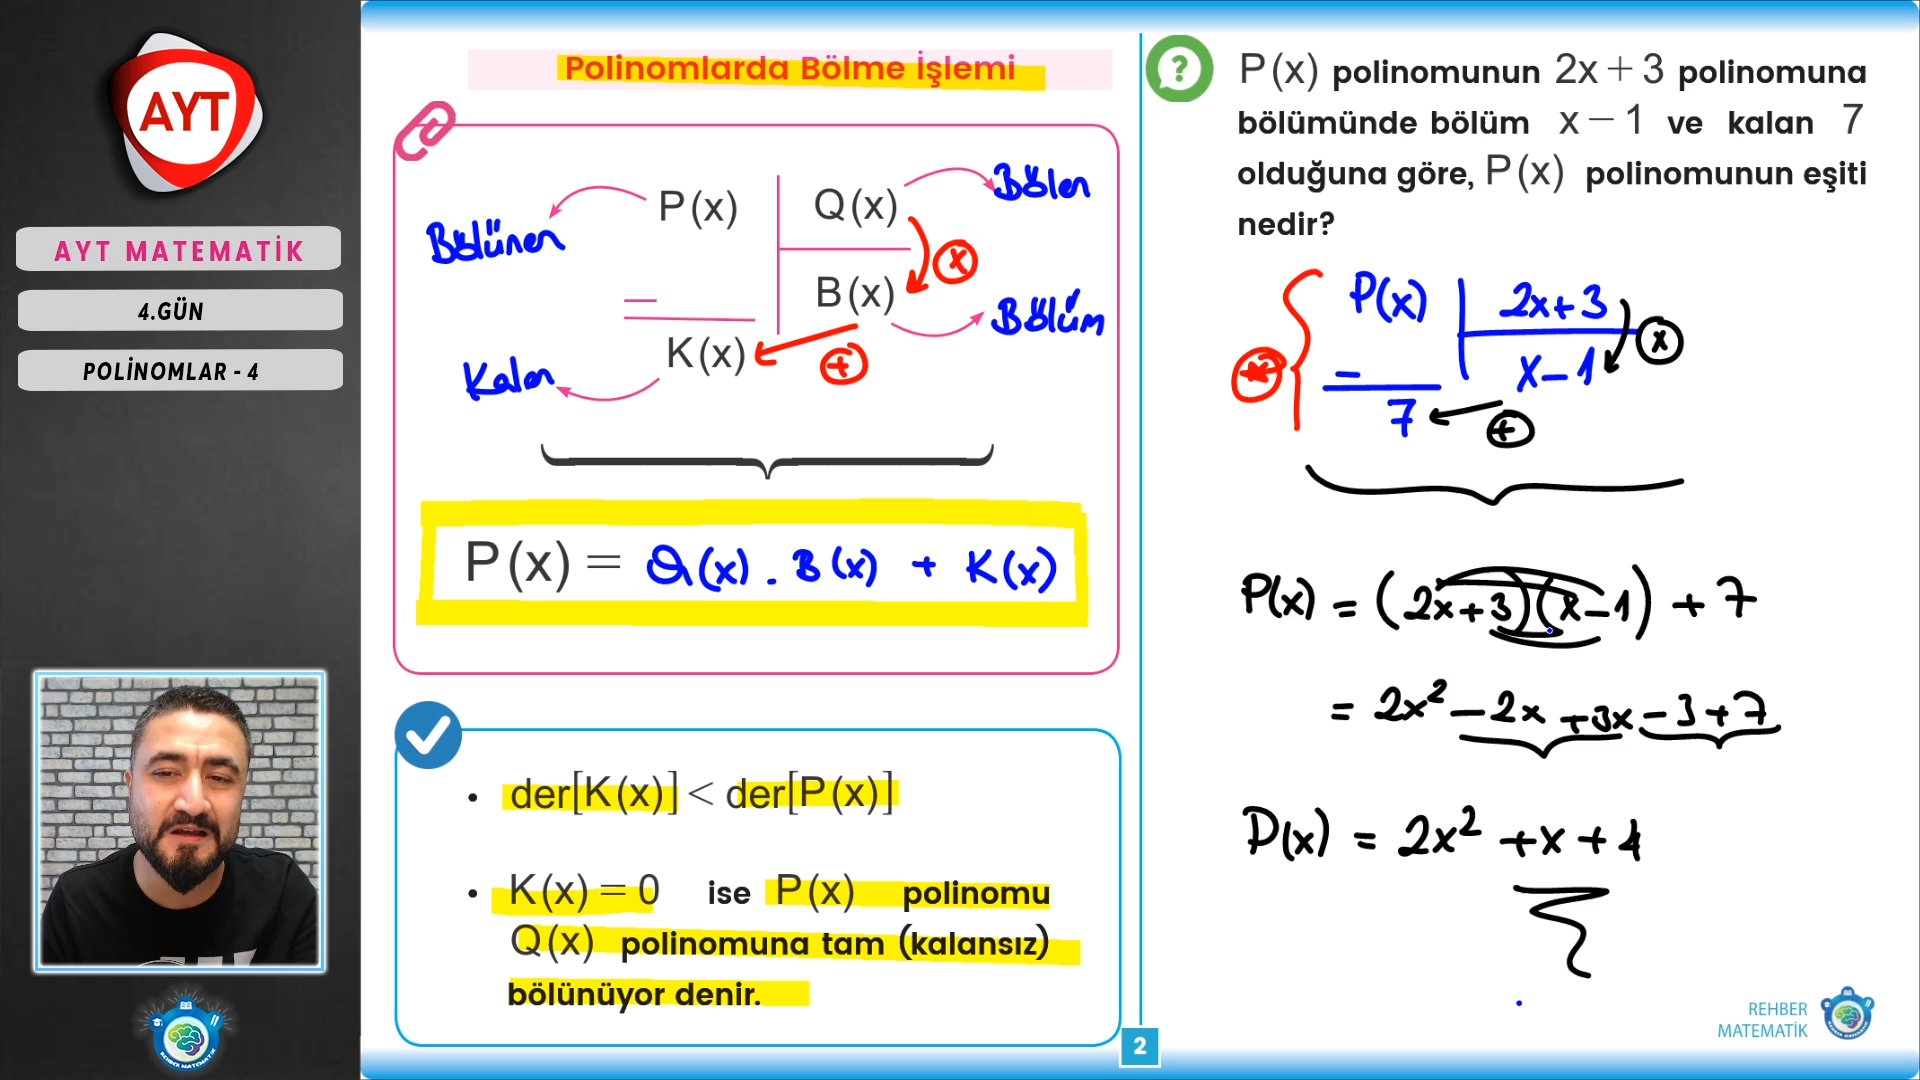 AYT
AYT MATEMATİK
4.GÜN
POLİNOMLAR - 4
REHBER MATEMATİK
Polinomlarda Bölme İşlemi
P(x) Q(x) Bölen
Bölünen
(x)
B(x) Bölüm
K(x) (+)
Kalan
P(x) = Q(x) . B(x) + K(x)
• der[K(x)] < der[P(x)]
• K(x) = 0 ise P(x) polinomu
Q(x) polinomuna tam (kalansız)
bölünüyor denir.
2
? P(x) polinomunun 2x + 3 polinomuna
bölümünde bölüm x − 1 ve kalan 7
olduğuna göre, P(x) polinomunun eşiti
nedir?
P(x) 2x+3
x−1 (x)
7 (+)
P(x) = (2x+3)(x−1) + 7
= 2x² −2x +3x −3+7
P(x) = 2x² +x+4
REHBER
MATEMATİK